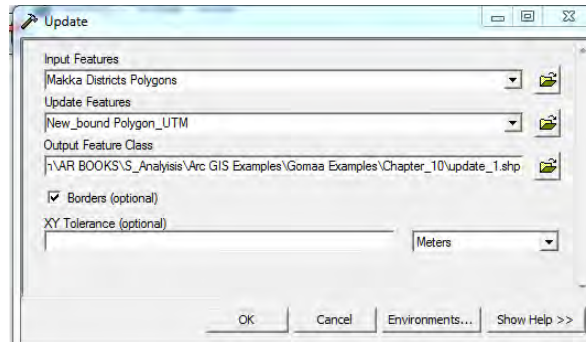 Update
Input Features
Makka Districts Polygons
Update Features
New_bound Polygon_UTM
Output Feature Class
ı\AR BOOKS\S_Analyisis\Arc GIS Examples\Gomaa Examples\Chapter_10\update_1.shp
Borders (optional)
XY Tolerance (optional)
Meters
OK Cancel Environments... Show Help >>